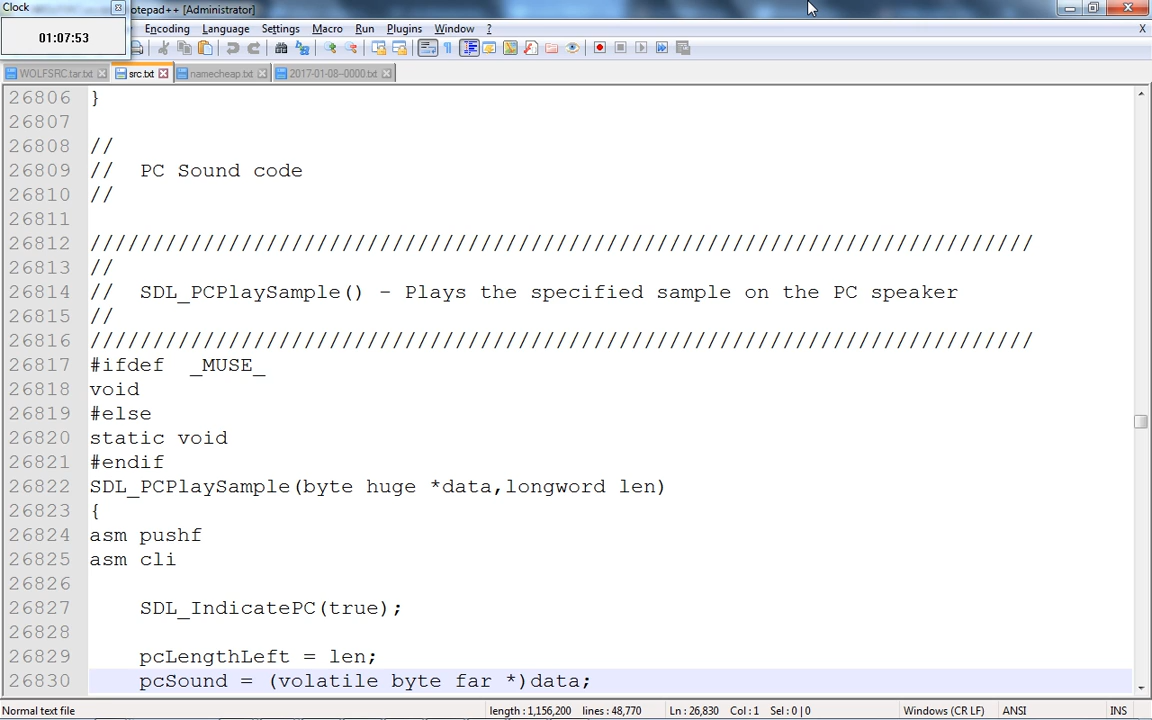 Clock
otepad++ [Administrator]
01:07:53
Encoding Language Settings Macro Run Plugins Window ? X
WOLFSRC.tar.txt src.txt namecheap.txt 2017-01-08--0000.txt
26806 }
26807
26808 //
26809 // PC Sound code
26810 //
26811
26812 ///////////////////////////////////////////////////////////////////////////
26813 //
26814 // SDL_PCPlaySample() - Plays the specified sample on the PC speaker
26815 //
26816 ///////////////////////////////////////////////////////////////////////////
26817 #ifdef _MUSE_
26818 void
26819 #else
26820 static void
26821 #endif
26822 SDL_PCPlaySample(byte huge *data,longword len)
26823 {
26824 asm pushf
26825 asm cli
26826
26827 SDL_IndicatePC(true);
26828
26829 pcLengthLeft = len;
26830 pcSound = (volatile byte far *)data;
Normal text file length : 1,156,200 lines : 48,770 Ln : 26,830 Col : 1 Sel : 0 | 0 Windows (CR LF) ANSI INS